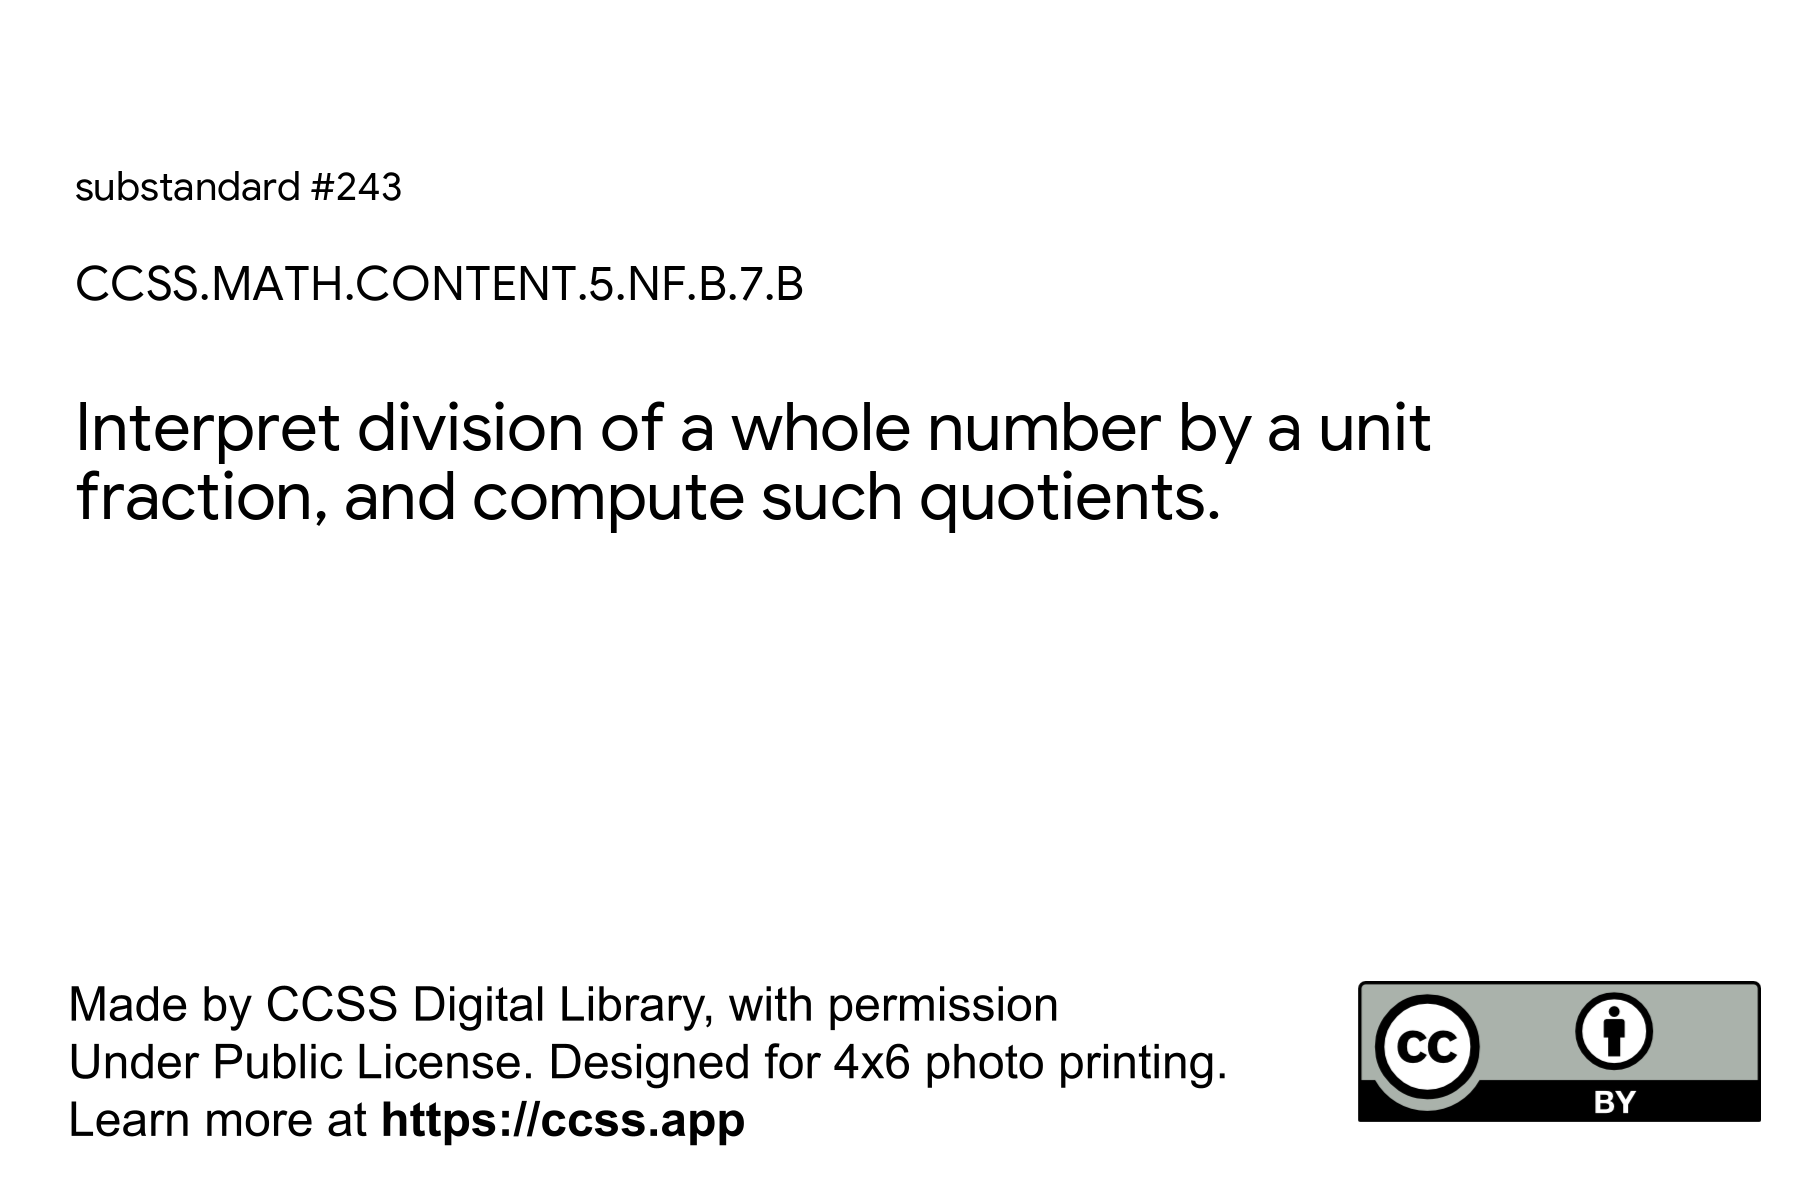 substandard #243
CCSS.MATH.CONTENT.5.NF.B.7.B
Interpret division of a whole number by a unit
fraction, and compute such quotients.
Made by CCSS Digital Library, with permission
Under Public License. Designed for 4x6 photo printing.
Learn more at https://ccss.app
cc
BY